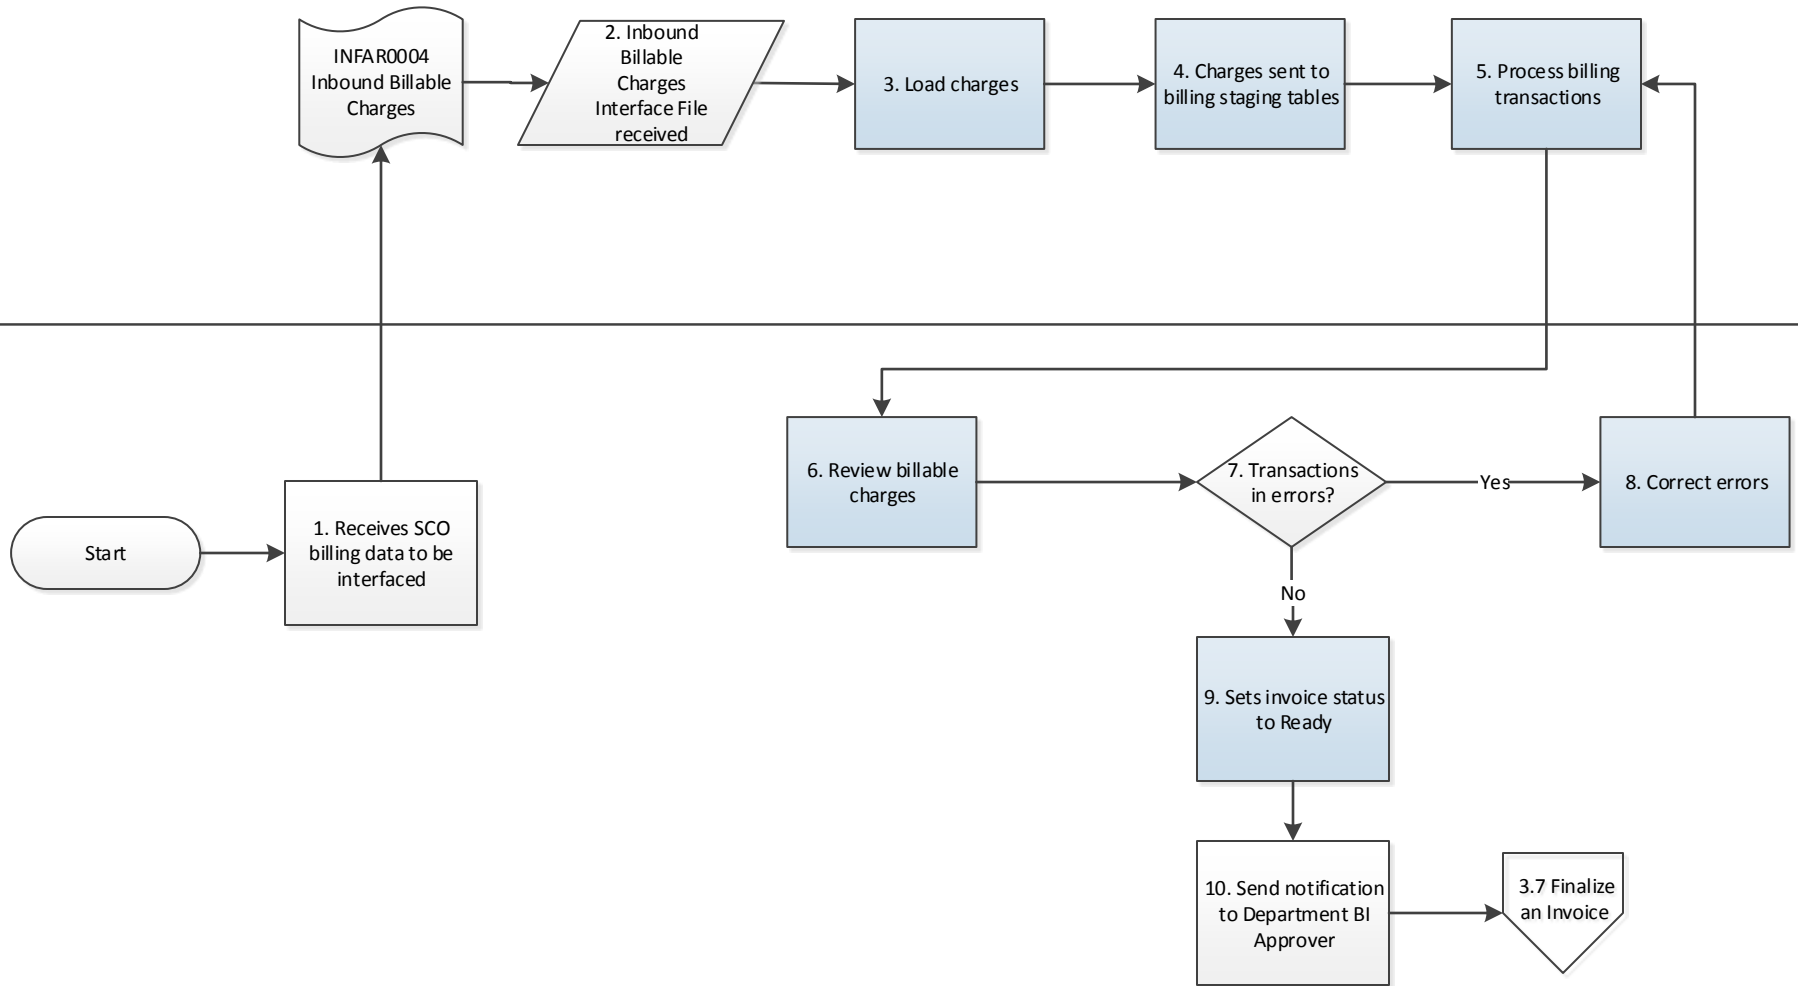 INFAR0004
Inbound Billable
Charges
2. Inbound
Billable
Charges
Interface File
received
3. Load charges
4. Charges sent to
billing staging tables
5. Process billing
transactions
Start
1. Receives SCO
billing data to be
interfaced
6. Review billable
charges
7. Transactions
in errors?
Yes
8. Correct errors
No
9. Sets invoice status
to Ready
10. Send notification
to Department BI
Approver
3.7 Finalize
an Invoice